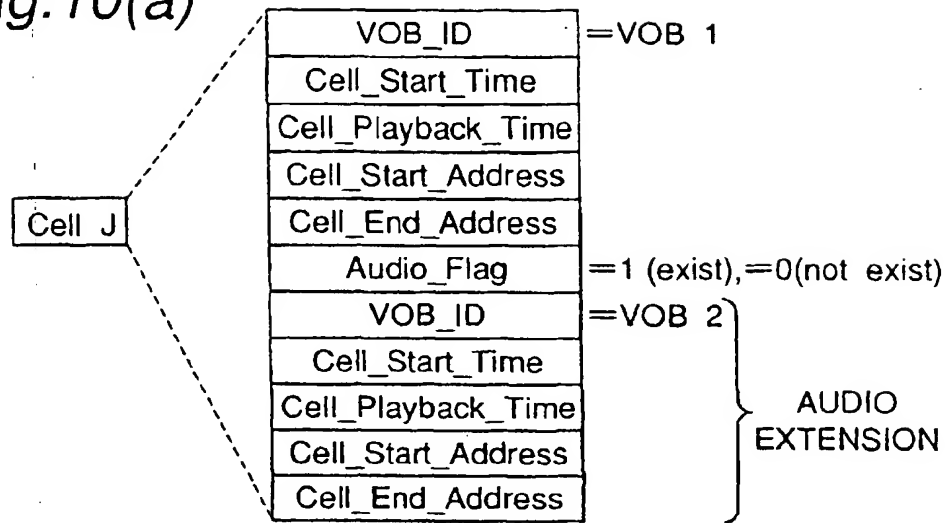 Fig. 10(a)
VOB_ID =VOB 1
Cell_Start_Time
Cell_Playback_Time
Cell_Start_Address
Cell J
Cell_End_Address
Audio_Flag =1 (exist),=0(not exist)
VOB_ID =VOB 2
Cell_Start_Time
Cell_Playback_Time
AUDIO
EXTENSION
Cell_Start_Address
Cell_End_Address